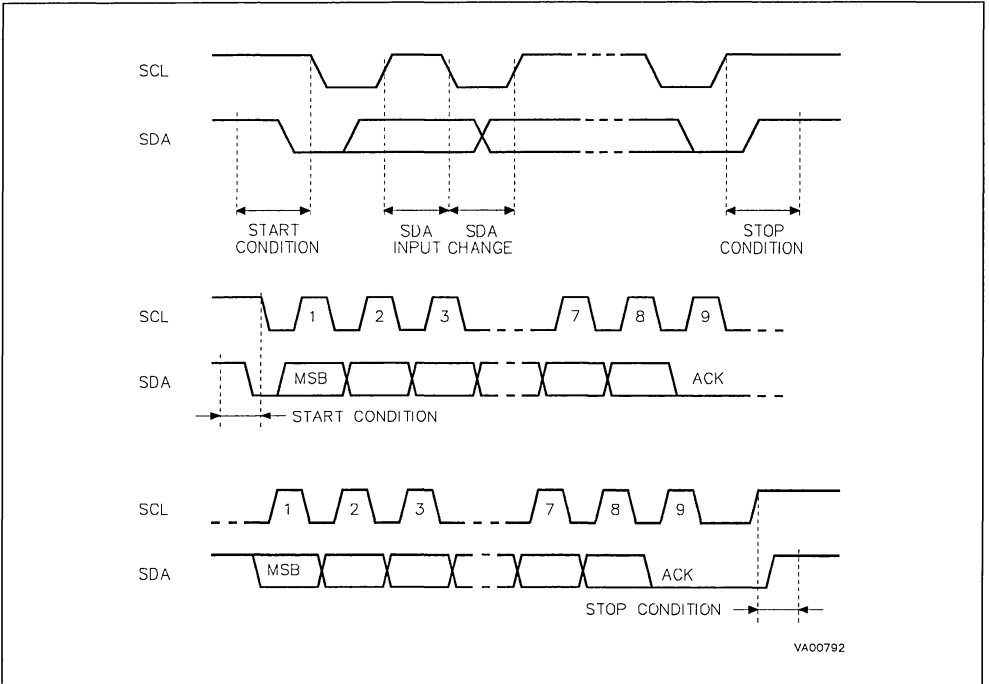 SCL
SDA
START CONDITION
SDA INPUT
SDA CHANGE
STOP CONDITION
SCL
1 2 3 7 8 9
SDA
MSB
ACK
START CONDITION
SCL
1 2 3 7 8 9
SDA
MSB
ACK
STOP CONDITION
VA00792